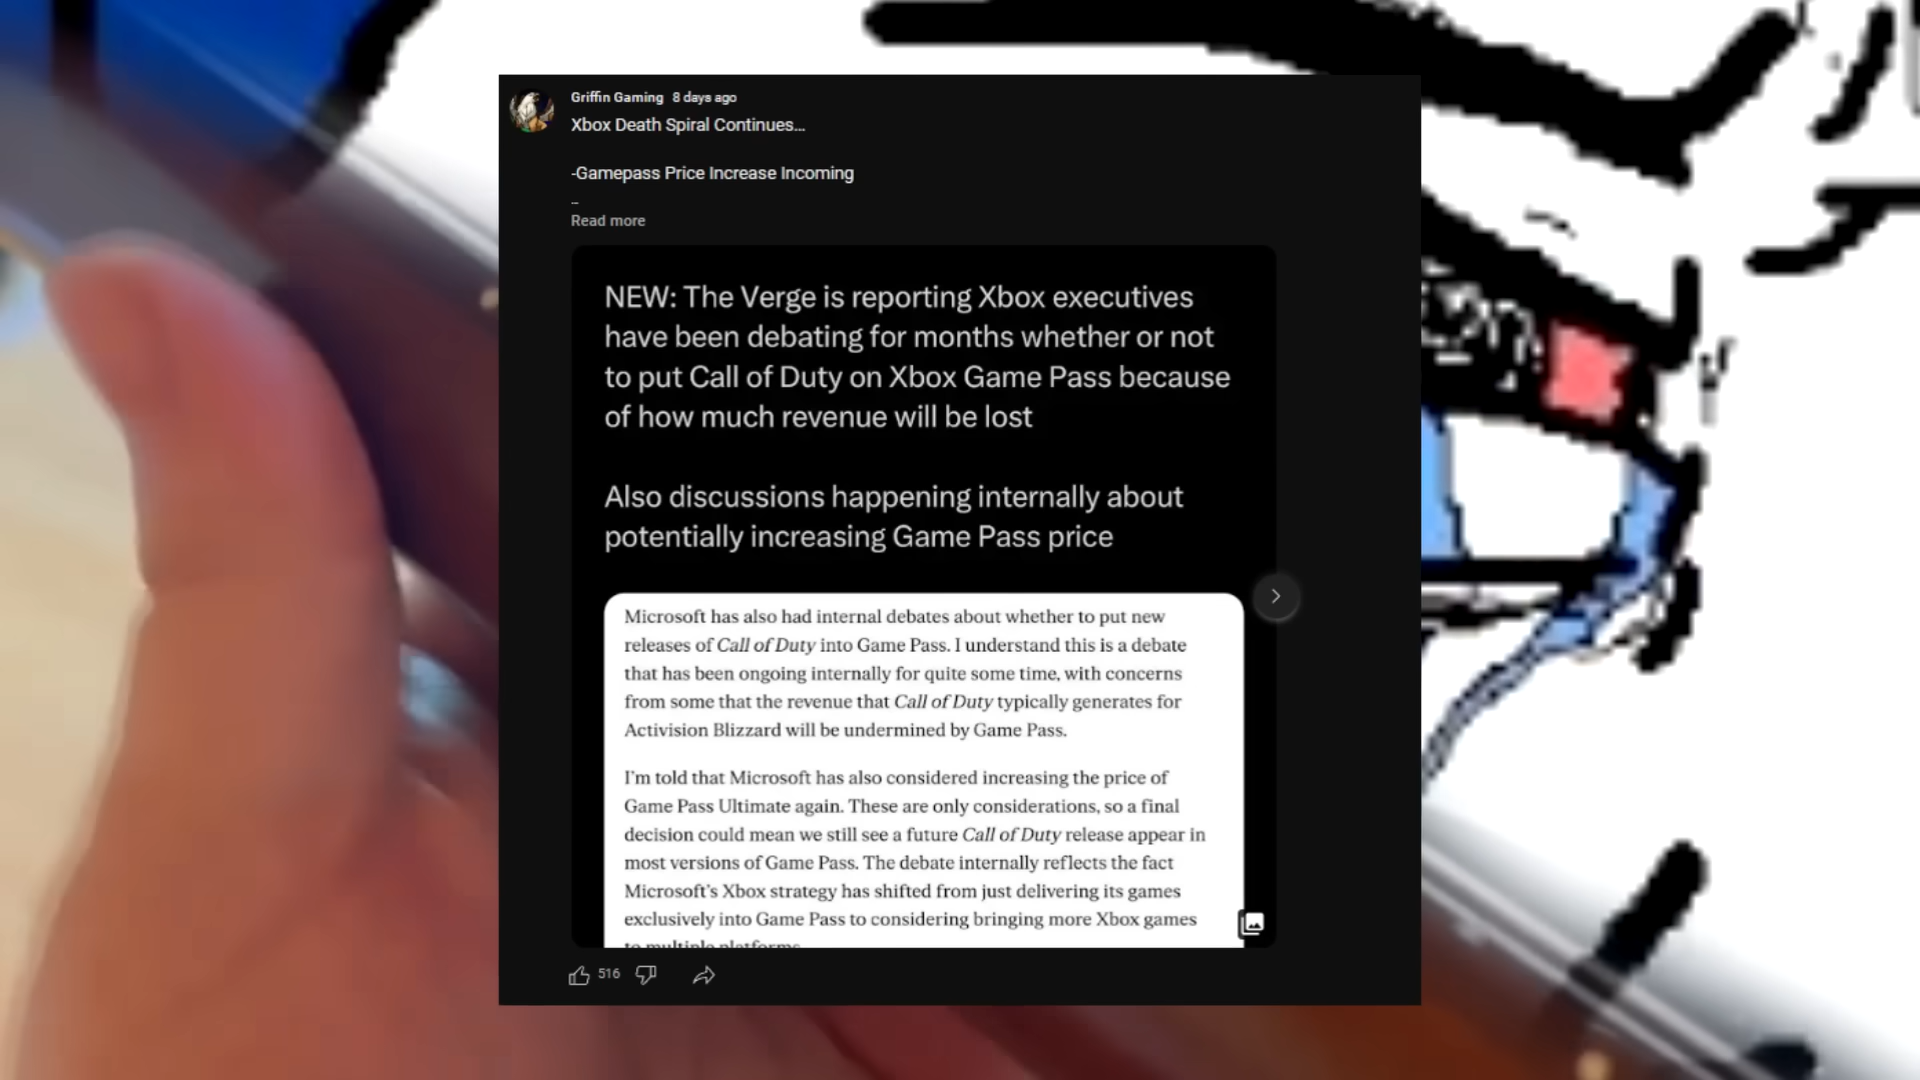 Griffin Gaming 8 days ago
Xbox Death Spiral Continues...
-Gamepass Price Increase Incoming
..
Read more
NEW: The Verge is reporting Xbox executives
have been debating for months whether or not
to put Call of Duty on Xbox Game Pass because
of how much revenue will be lost
Also discussions happening internally about
potentially increasing Game Pass price
Microsoft has also had internal debates about whether to put new
releases of Call of Duty into Game Pass. I understand this is a debate
that has been ongoing internally for quite some time, with concerns
from some that the revenue that Call of Duty typically generates for
Activision Blizzard will be undermined by Game Pass.
I'm told that Microsoft has also considered increasing the price of
Game Pass Ultimate again. These are only considerations, so a final
decision could mean we still see a future Call of Duty release appear in
most versions of Game Pass. The debate internally reflects the fact
Microsoft's Xbox strategy has shifted from just delivering its games
exclusively into Game Pass to considering bringing more Xbox games
to multiple platforms.
516